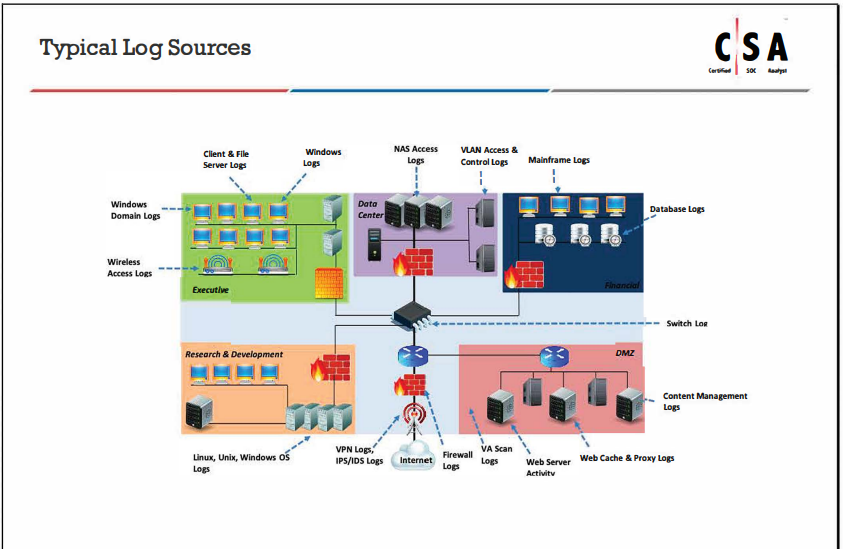 Typical Log Sources
CSA
Certified SOC Analyst
Client & File
Server Logs
Windows
Logs
NAS Access
Logs
VLAN Access &
Control Logs
Mainframe Logs
Windows
Domain Logs
Data
Center
Database Logs
Wireless
Access Logs
Executive
Financial
Switch Log
Research & Development
DMZ
Content Management
Logs
Linux, Unix, Windows OS
Logs
VPN Logs,
IPS/IDS Logs
Internet
Firewall
Logs
VA Scan
Logs
Web Server
Activity
Web Cache & Proxy Logs